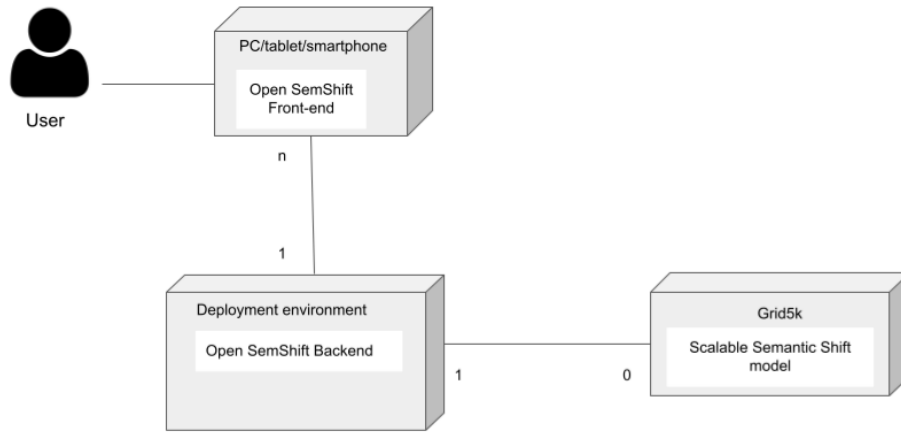 PC/tablet/smartphone
Open SemShift
Front-end
User
n
1
Deployment environment
Open SemShift Backend
Grid5k
Scalable Semantic Shift
model
1
0